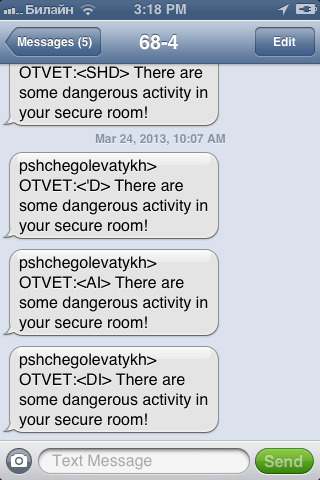 Билайн 3:18 PM
Messages (5) 68-4 Edit
OTVET:<SHD> There are
some dangerous activity in
your secure room!
Mar 24, 2013, 10:07 AM
pshchegolevatykh>
OTVET:<'D> There are
some dangerous activity in
your secure room!
pshchegolevatykh>
OTVET:<AI> There are
some dangerous activity in
your secure room!
pshchegolevatykh>
OTVET:<DI> There are
some dangerous activity in
your secure room!
Text Message Send